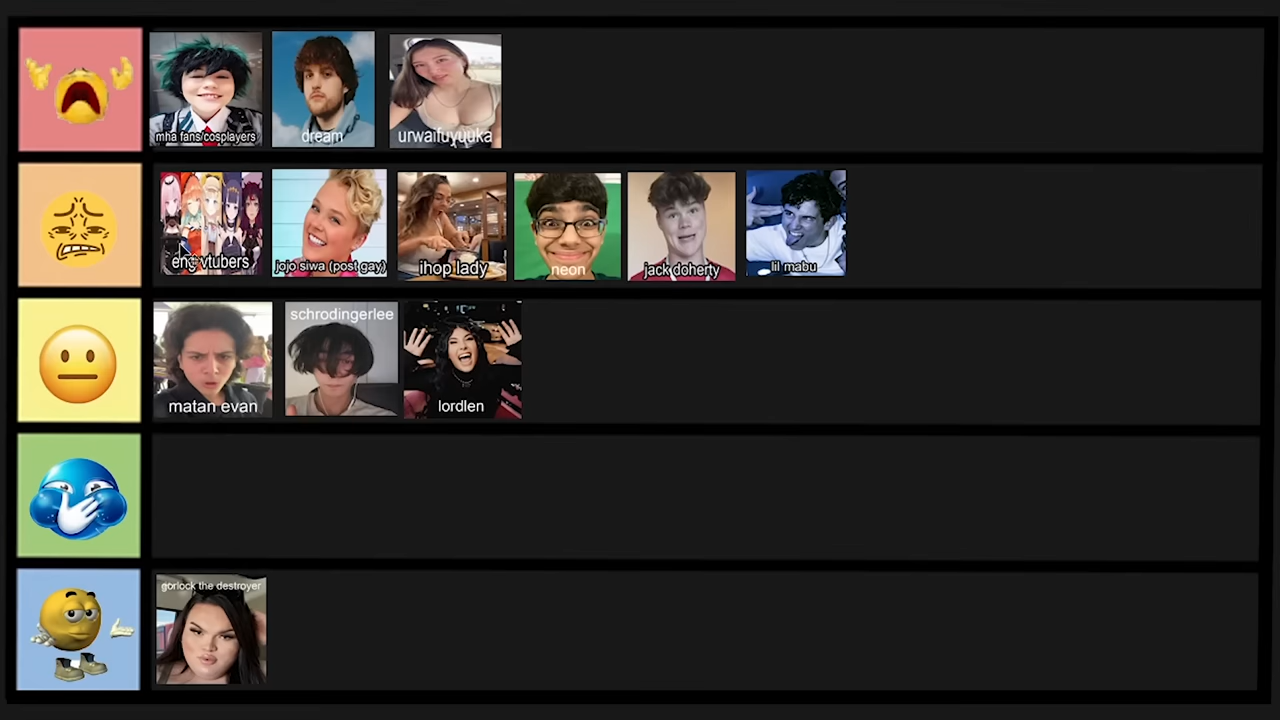 mha fans/cosplayers
dream
urwaifuyuuka
eng vtubers
jojo siwa (post gay)
ihop lady
neon
jack doherty
lil mabu
matan evan
schrodingerlee
lordlen
gorlock the destroyer